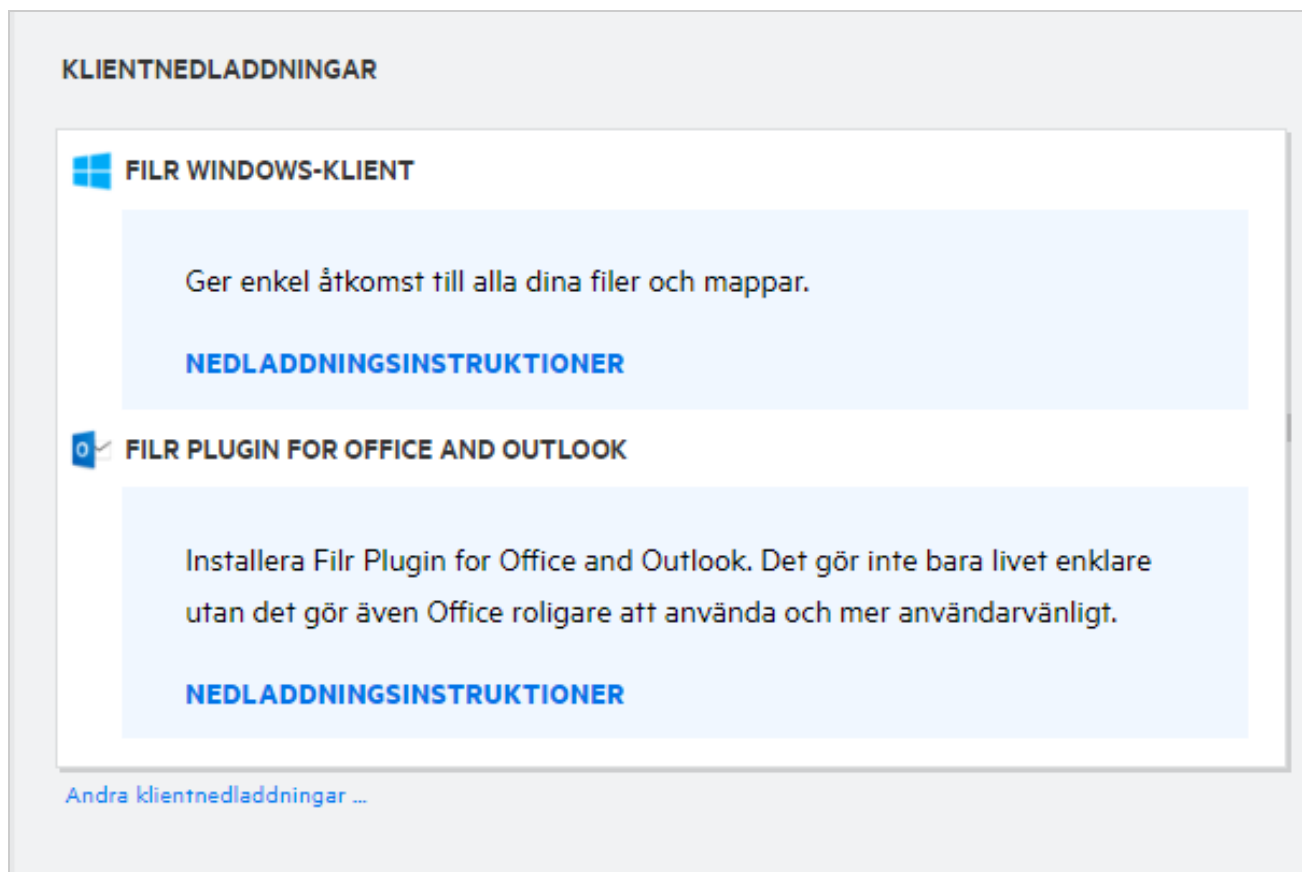 KLIENTNEDLADDNINGAR
FILR WINDOWS-KLIENT
Ger enkel åtkomst till alla dina filer och mappar.
NEDLADDNINGSINSTRUKTIONER
FILR PLUGIN FOR OFFICE AND OUTLOOK
Installera Filr Plugin for Office and Outlook. Det gör inte bara livet enklare
utan det gör även Office roligare att använda och mer användarvänligt.
NEDLADDNINGSINSTRUKTIONER
Andra klientnedladdningar ...